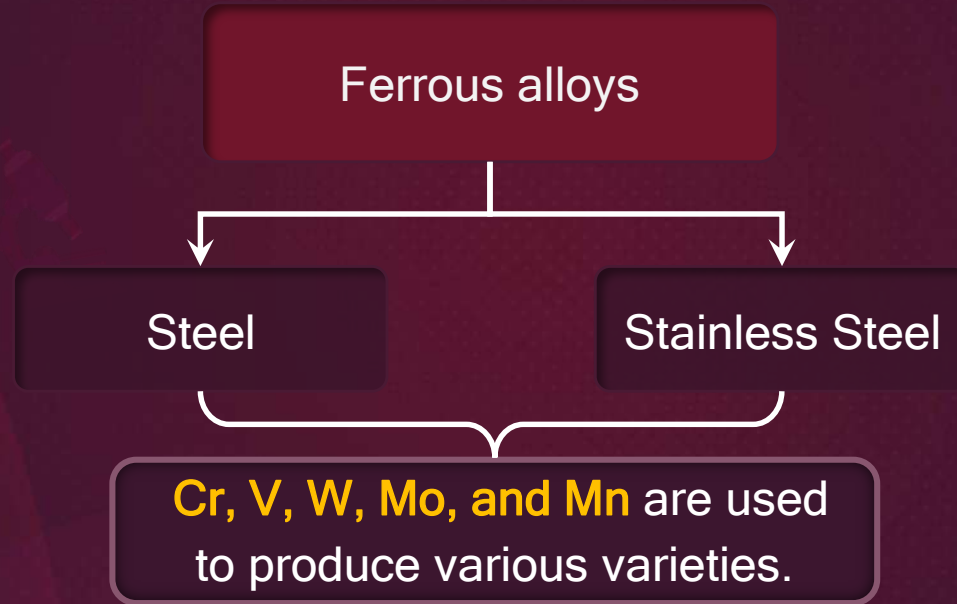 Ferrous alloys
Steel
Stainless Steel
Cr, V, W, Mo, and Mn are used
to produce various varieties.